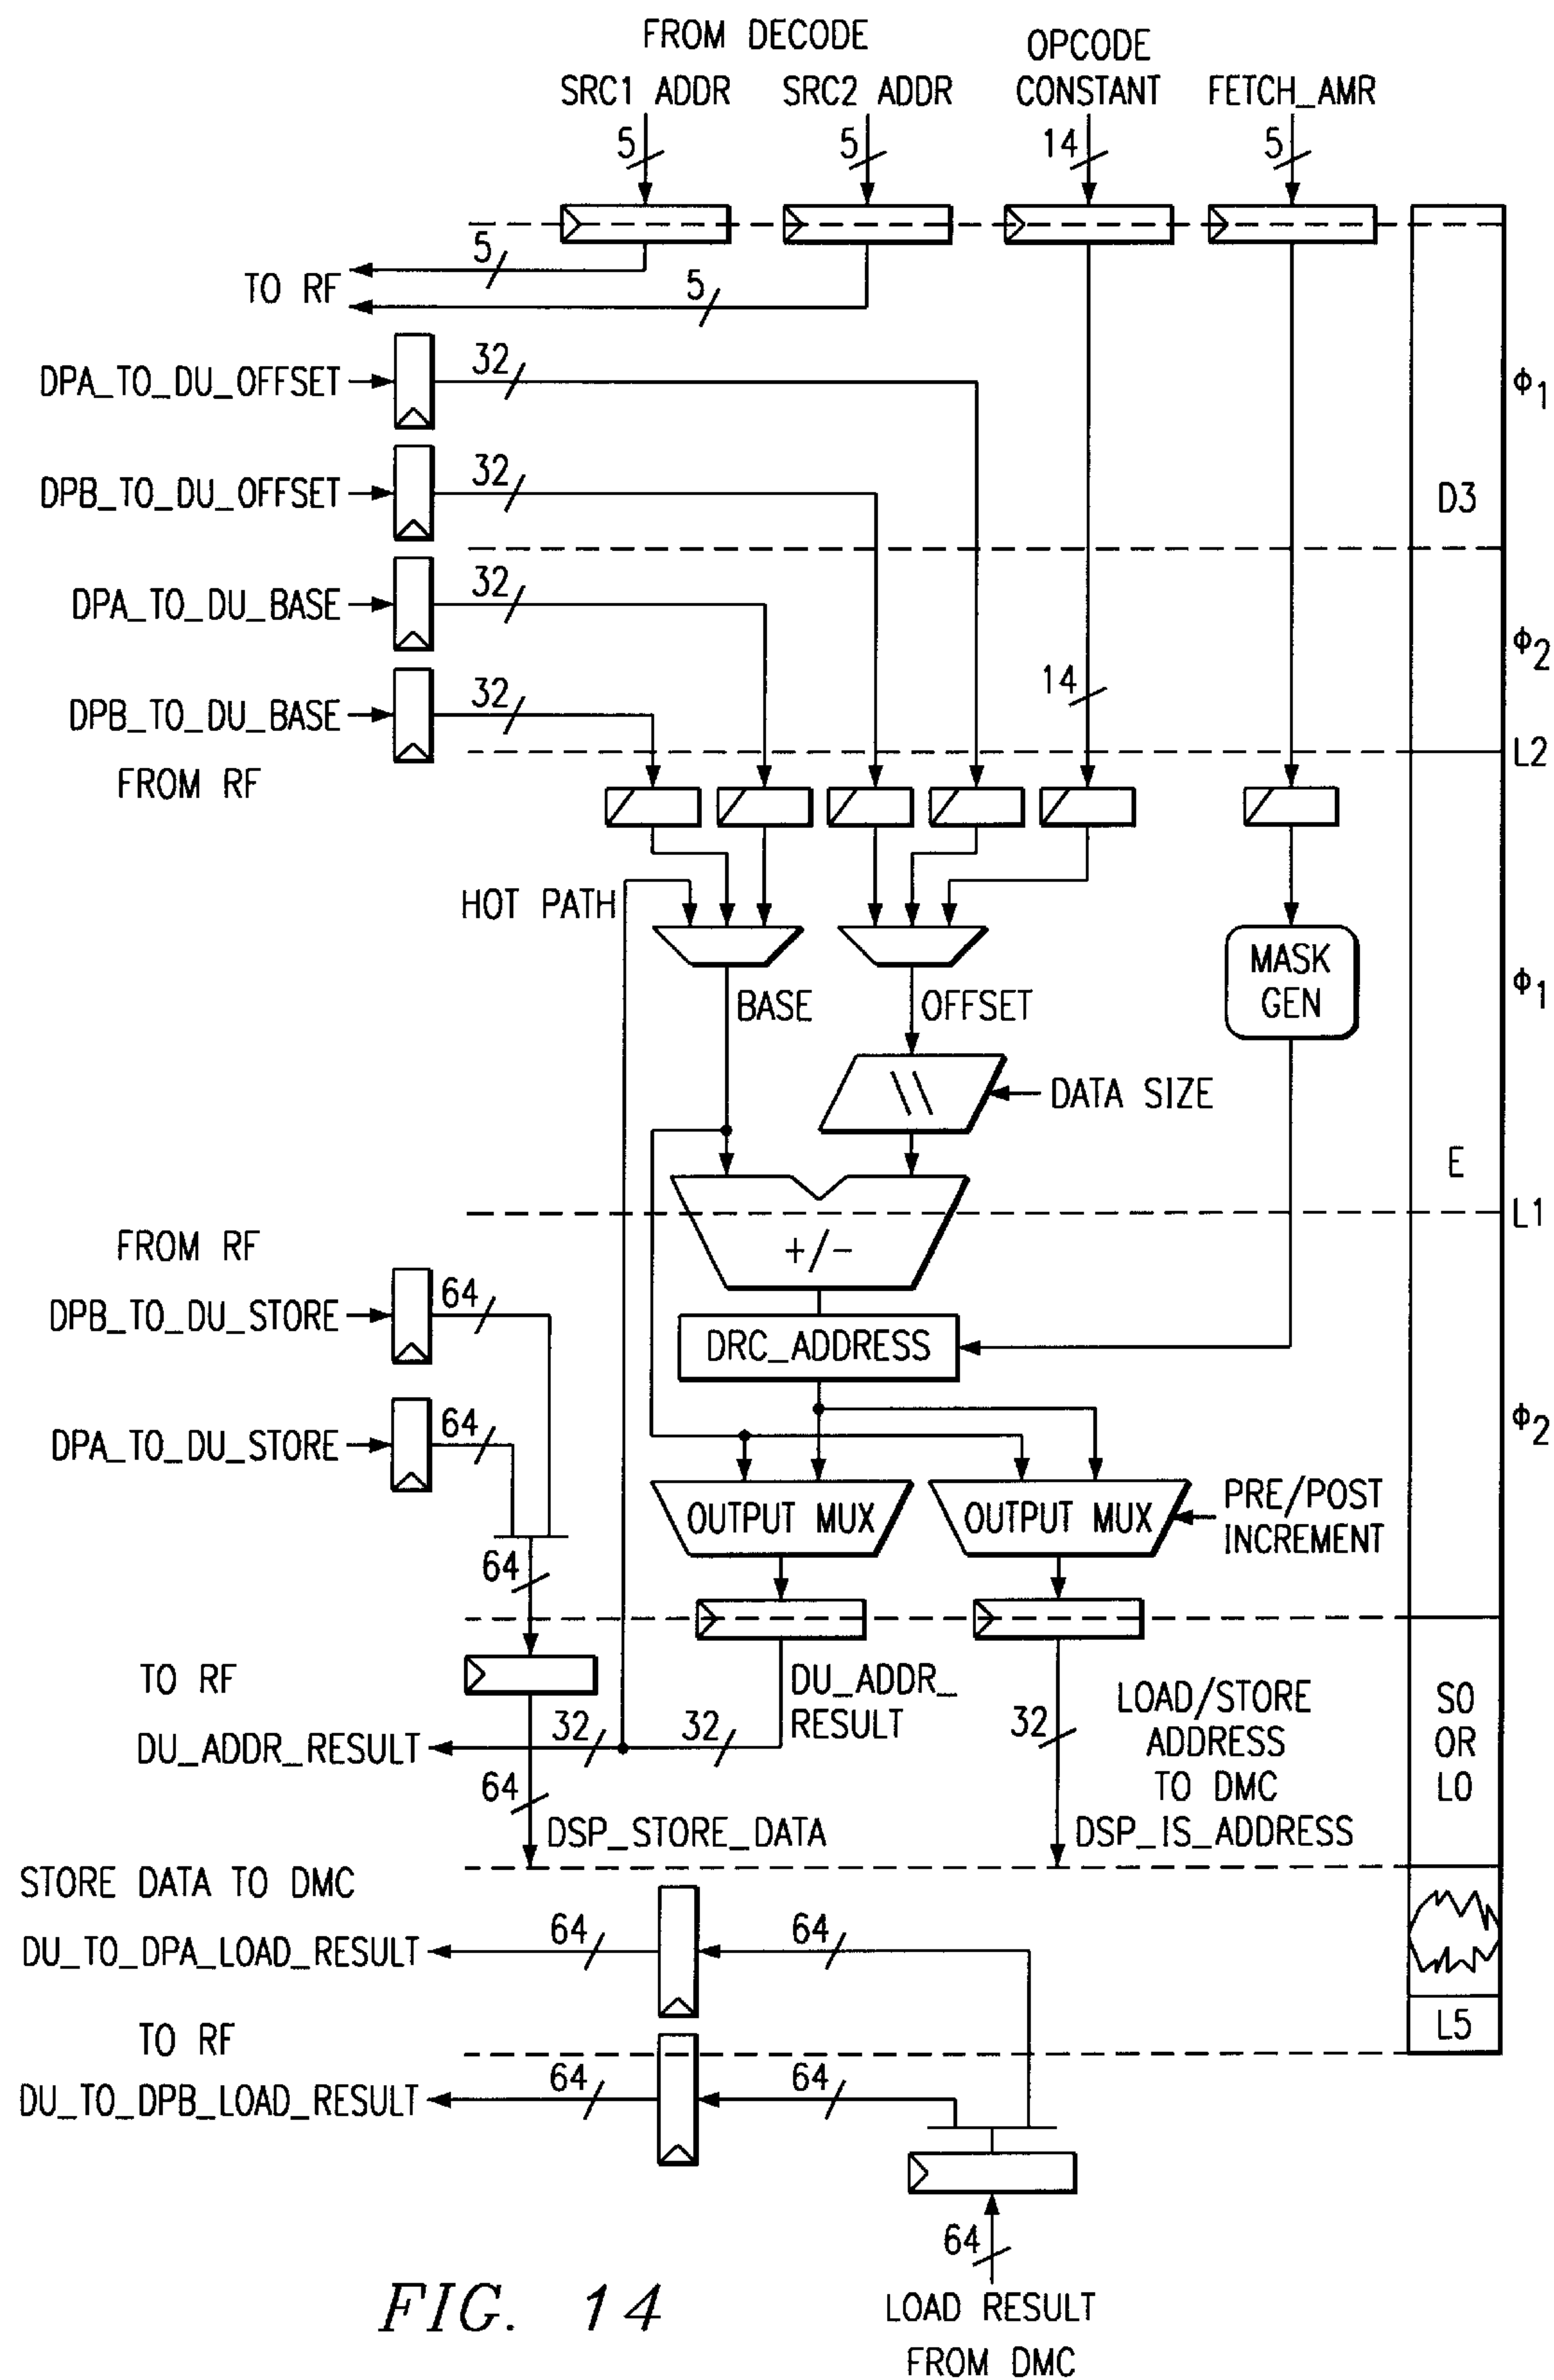 FROM DECODE
OPCODE
SRC1 ADDR
SRC2 ADDR
CONSTANT
FETCH_AMR
5
5
14
5
5
TO RF
5
DPA_TO_DU_OFFSET
32
Φ1
DPB_TO_DU_OFFSET
32
D3
DPA_TO_DU_BASE
32
Φ2
14
DPB_TO_DU_BASE
32
L2
FROM RF
HOT PATH
MASK
GEN
Φ1
BASE
OFFSET
\\
DATA SIZE
E
L1
FROM RF
+/-
DPB_TO_DU_STORE
64
DRC_ADDRESS
DPA_TO_DU_STORE
64
Φ2
OUTPUT MUX
OUTPUT MUX
PRE/POST
INCREMENT
64
TO RF
DU_ADDR_
RESULT
LOAD/STORE
ADDRESS
TO DMC
DSP_IS_ADDRESS
S0
OR
L0
DU_ADDR_RESULT
32
32
32
64
DSP_STORE_DATA
STORE DATA TO DMC
DU_TO_DPA_LOAD_RESULT
64
64
TO RF
L5
DU_TO_DPB_LOAD_RESULT
64
64
64
LOAD RESULT
FROM DMC
FIG. 14